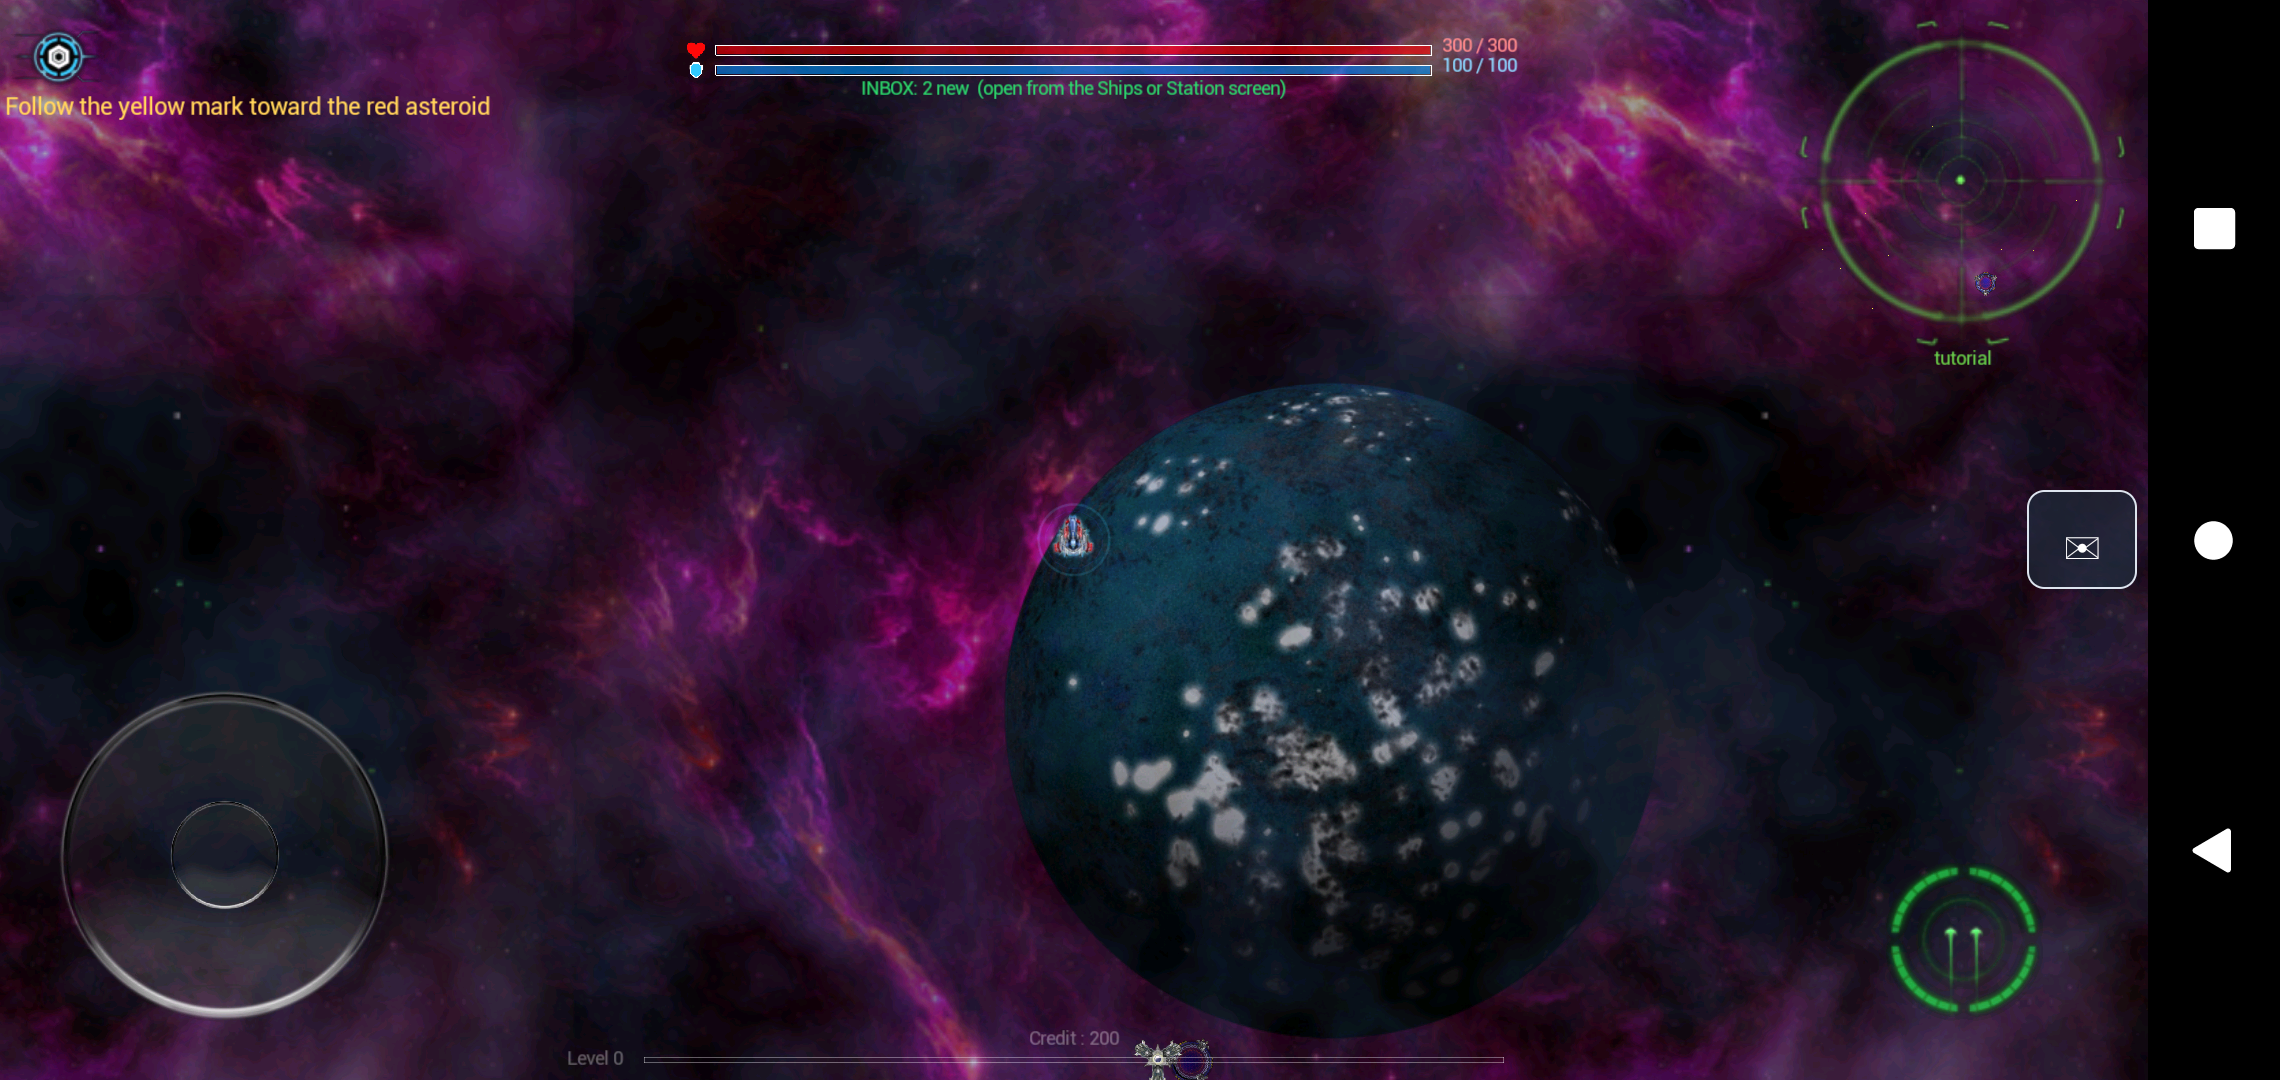 300 / 300
100 / 100
INBOX: 2 new (open from the Ships or Station screen)
Follow the yellow mark toward the red asteroid
tutorial
Credit : 200
Level 0